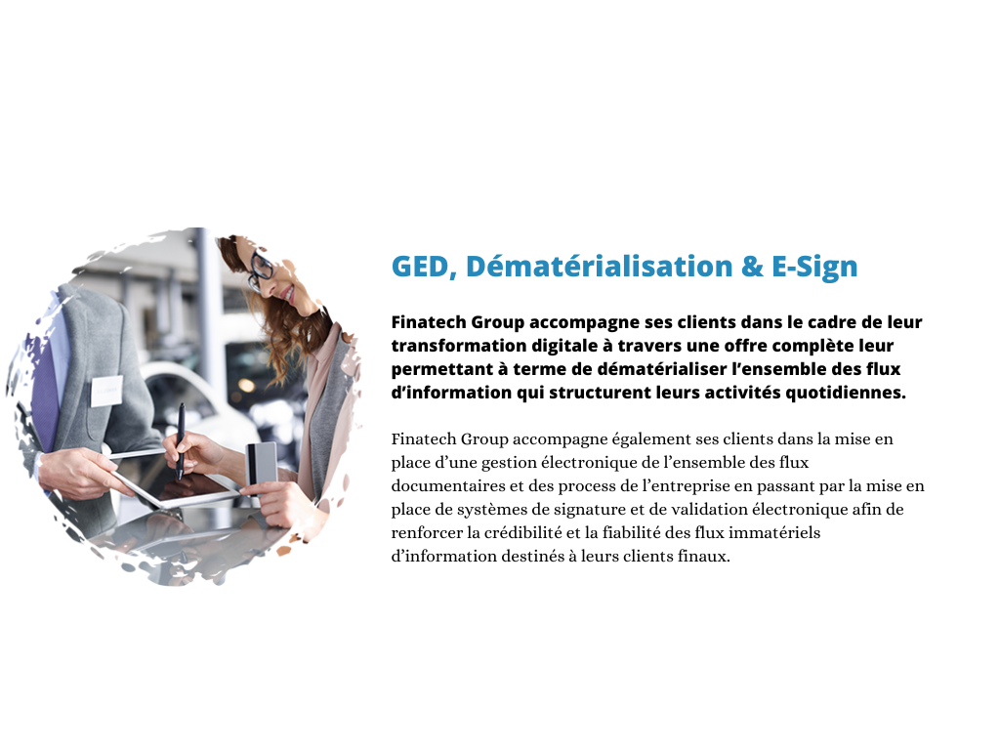 GED, Dématérialisation & E-Sign
Finatech Group accompagne ses clients dans le cadre de leur
transformation digitale à travers une offre complète leur
permettant à terme de dématérialiser l’ensemble des flux
d’information qui structurent leurs activités quotidiennes.
Finatech Group accompagne également ses clients dans la mise en
place d’une gestion électronique de l’ensemble des flux
documentaires et des process de l’entreprise en passant par la mise en
place de systèmes de signature et de validation électronique afin de
renforcer la crédibilité et la fiabilité des flux immatériels
d’information destinés à leurs clients finaux.